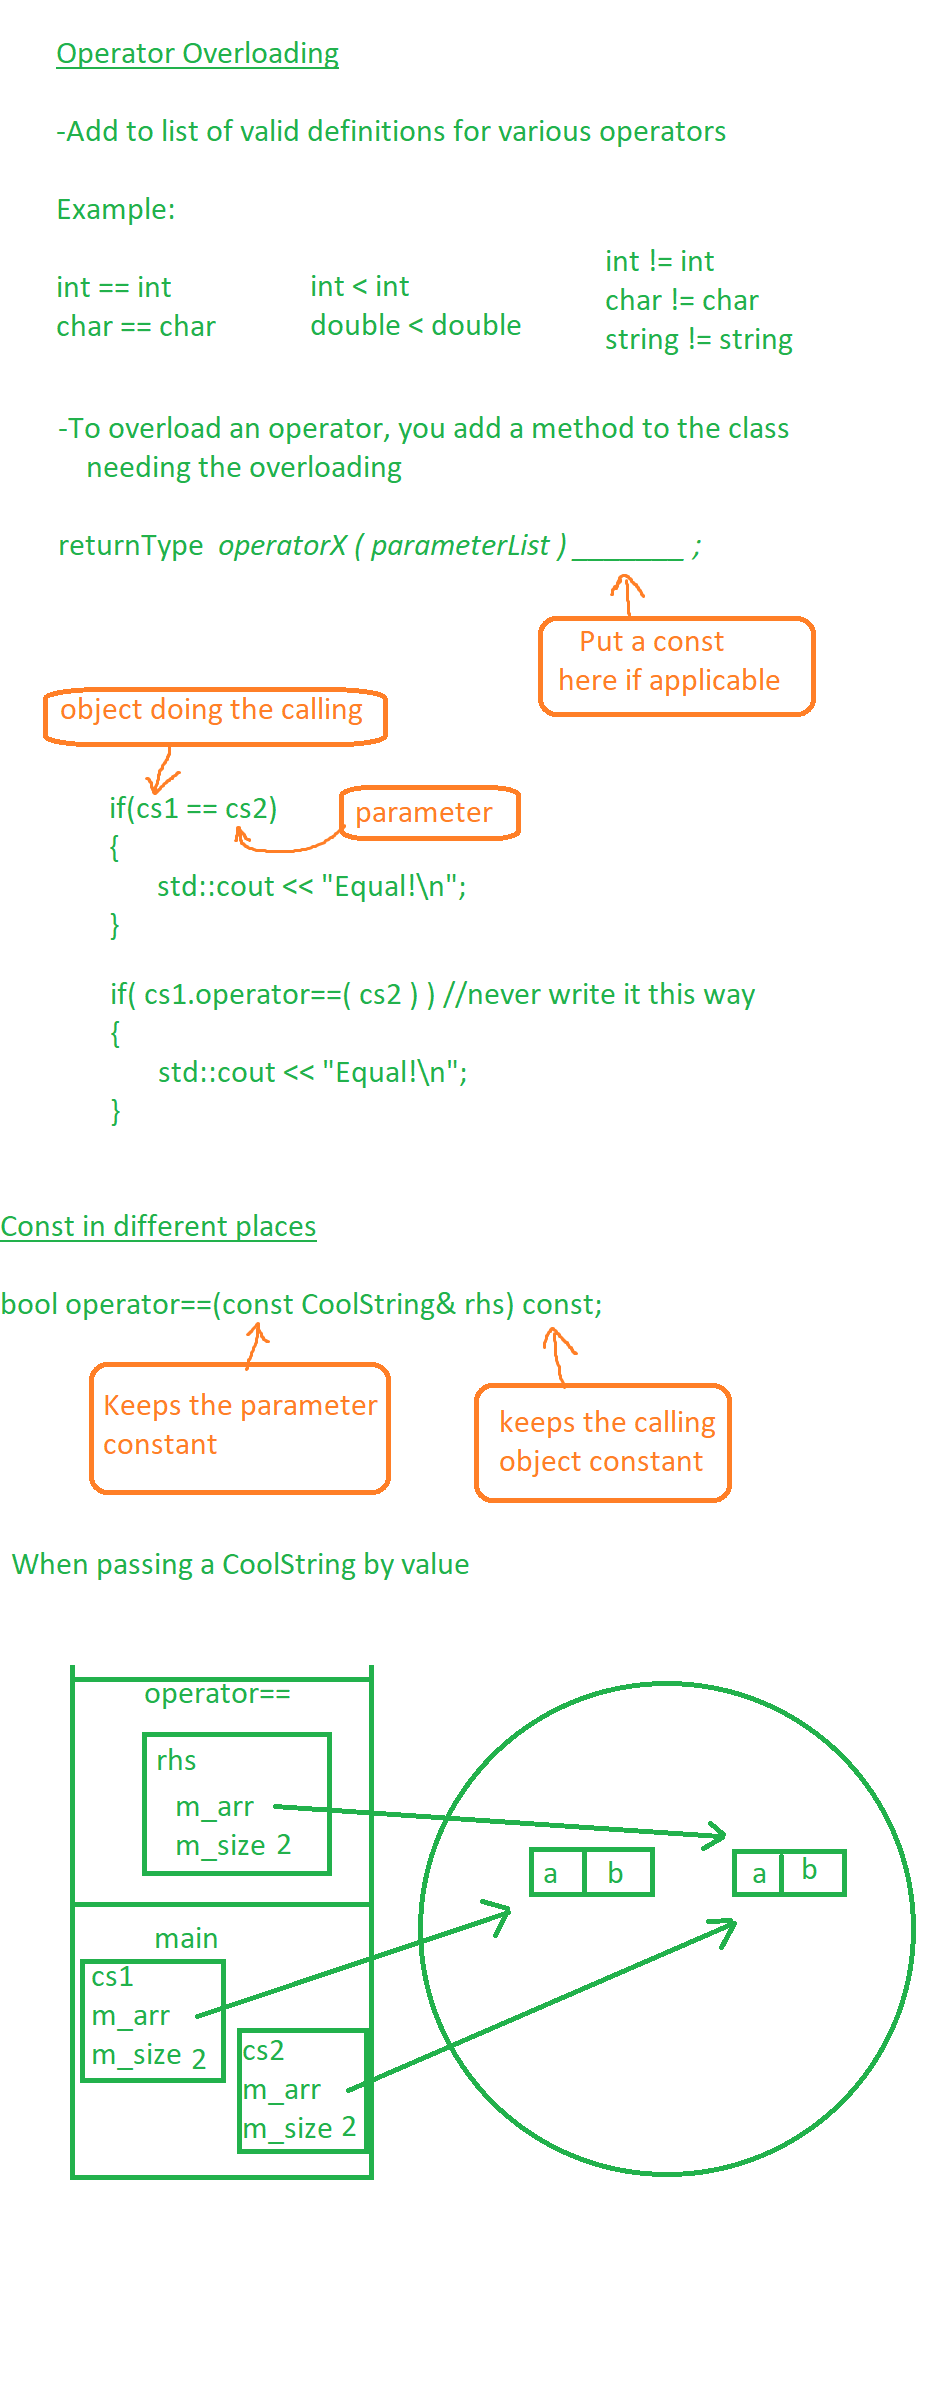 Operator Overloading
-Add to list of valid definitions for various operators
Example:
int == int
char == char
int < int
double < double
int != int
char != char
string != string
-To overload an operator, you add a method to the class
needing the overloading
returnType operatorX ( parameterList ) _______ ;
Put a const
here if applicable
object doing the calling
if(cs1 == cs2)
parameter
{
std::cout << "Equal!\n";
}
if( cs1.operator==( cs2 ) ) //never write it this way
{
std::cout << "Equal!\n";
}
Const in different places
bool operator==(const CoolString& rhs) const;
Keeps the parameter
constant
keeps the calling
object constant
When passing a CoolString by value
operator==
rhs
m_arr
m_size 2
a b
a b
main
cs1
m_arr
m_size 2
cs2
m_arr
m_size 2